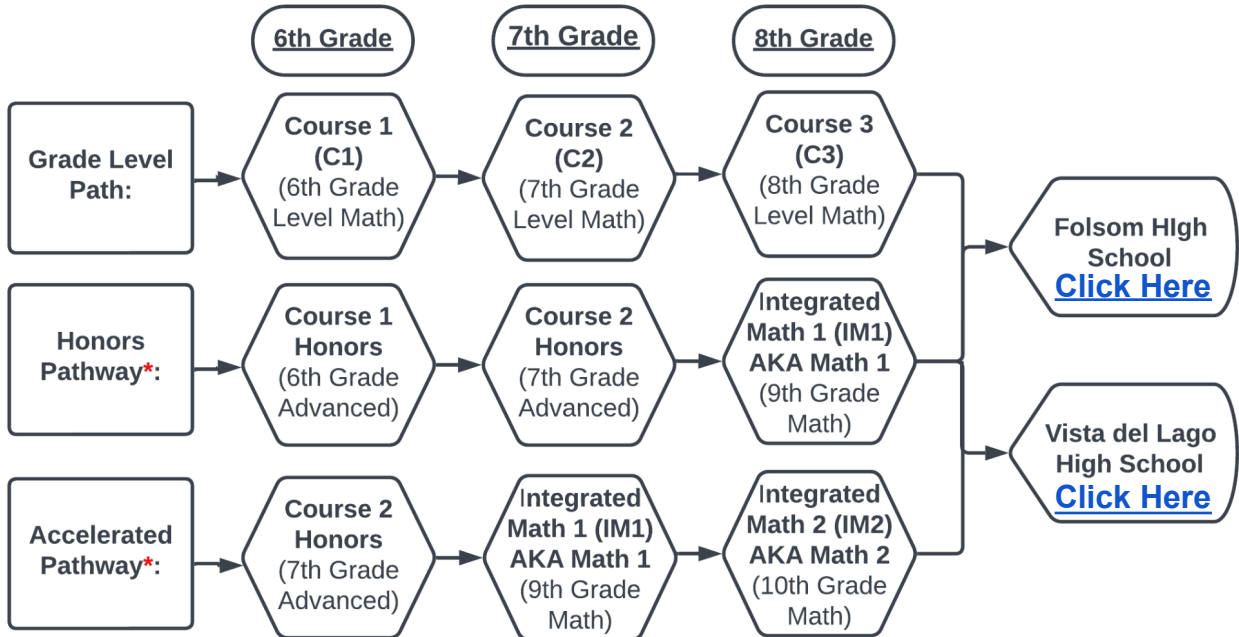 6th Grade
7th Grade
8th Grade
Grade Level
Path:
Course 1
(C1)
(6th Grade
Level Math)
Course 2
(C2)
(7th Grade
Level Math)
Course 3
(C3)
(8th Grade
Level Math)
Folsom HIgh
School
Click Here
Honors
Pathway*:
Course 1
Honors
(6th Grade
Advanced)
Course 2
Honors
(7th Grade
Advanced)
Integrated
Math 1 (IM1)
AKA Math 1
(9th Grade
Math)
Vista del Lago
High School
Click Here
Accelerated
Pathway*:
Course 2
Honors
(7th Grade
Advanced)
Integrated
Math 1 (IM1)
AKA Math 1
(9th Grade
Math)
Integrated
Math 2 (IM2)
AKA Math 2
(10th Grade
Math)